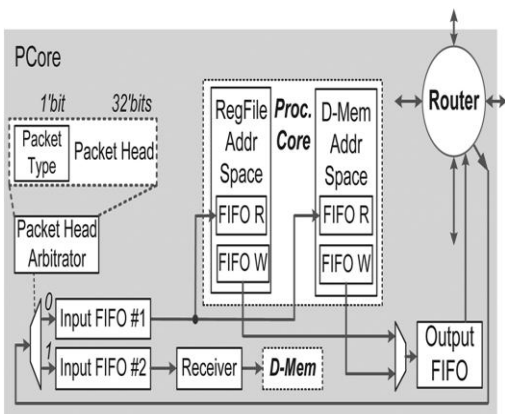 PCore
1'bit
32'bits
Packet
Type
Packet Head
Packet Head
Arbitrator
RegFile
Addr
Space
FIFO R
FIFO W
Proc.
Core
D-Mem
Addr
Space
FIFO R
FIFO W
Router
0
Input FIFO #1
1
Input FIFO #2
Receiver
D-Mem
Output
FIFO